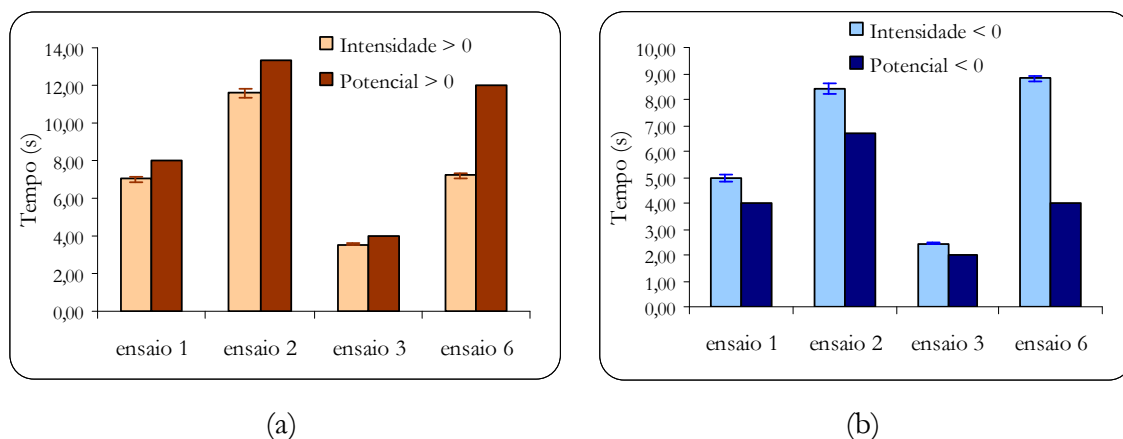 Intensidade > 0
Potencial > 0
Tempo (s)
14,00
12,00
10,00
8,00
6,00
4,00
2,00
0,00
ensaio 1 ensaio 2 ensaio 3 ensaio 6
(a)
Intensidade < 0
Potencial < 0
Tempo (s)
10,00
9,00
8,00
7,00
6,00
5,00
4,00
3,00
2,00
1,00
0,00
ensaio 1 ensaio 2 ensaio 3 ensaio 6
(b)